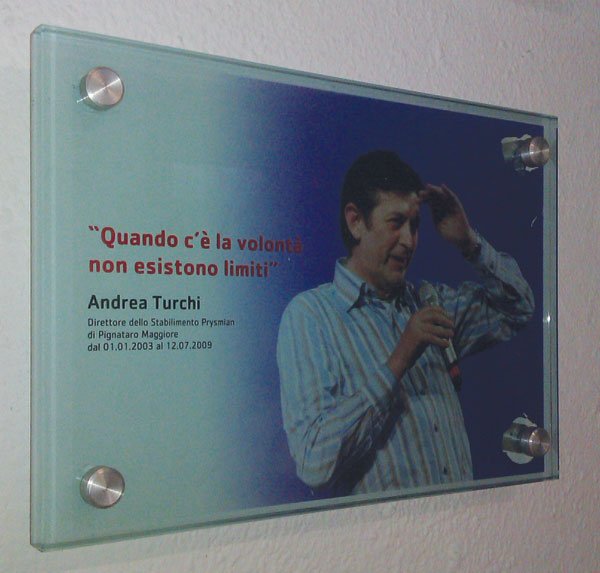 “Quando c’è la volontà
non esistono limiti”
Andrea Turchi
Direttore dello Stabilimento Prysmian
di Pignataro Maggiore
dal 01.01.2003 al 12.07.2009